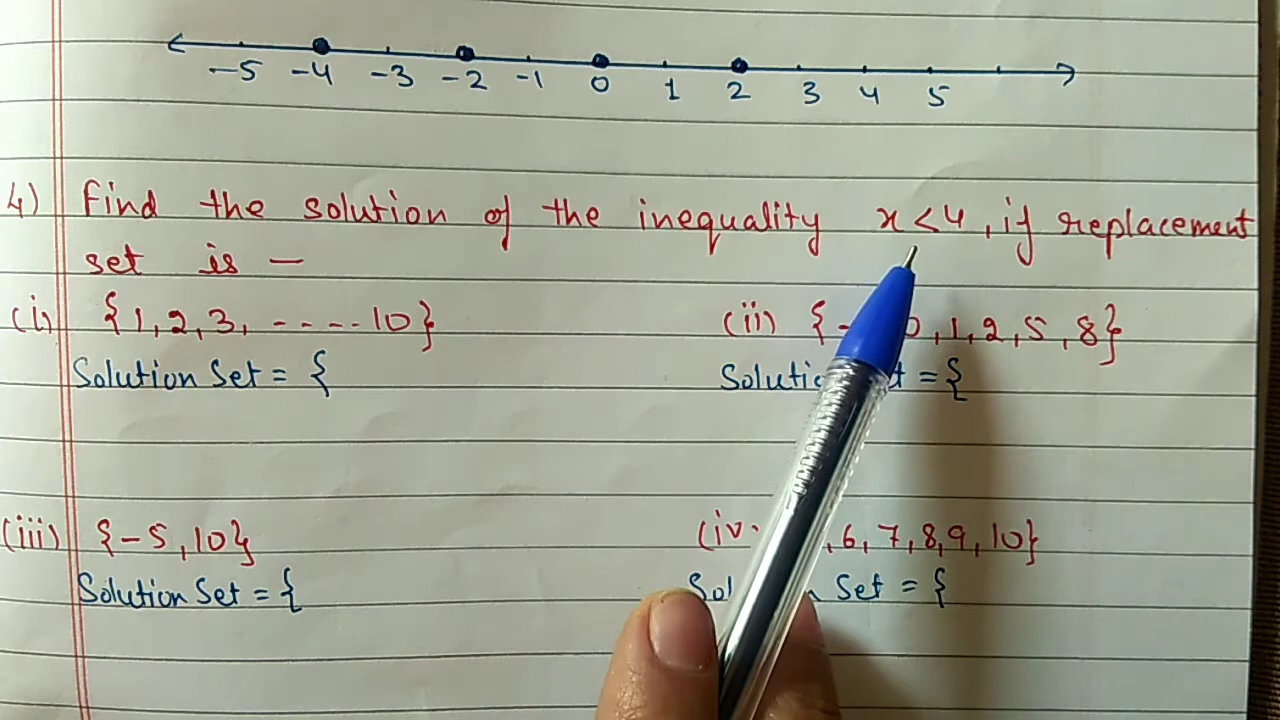 -5 -4 -3 -2 -1 0 1 2 3 4 5
4) Find the solution of the inequality x < 4, if replacement
set is -
(i) {1, 2, 3, ----- 10} (ii) { , 1, 2, 5, 8}
Solution Set = { Set = {
(iii) {-5, 10} (iv) , 6, 7, 8, 9, 10}
Solution Set = { Set = {